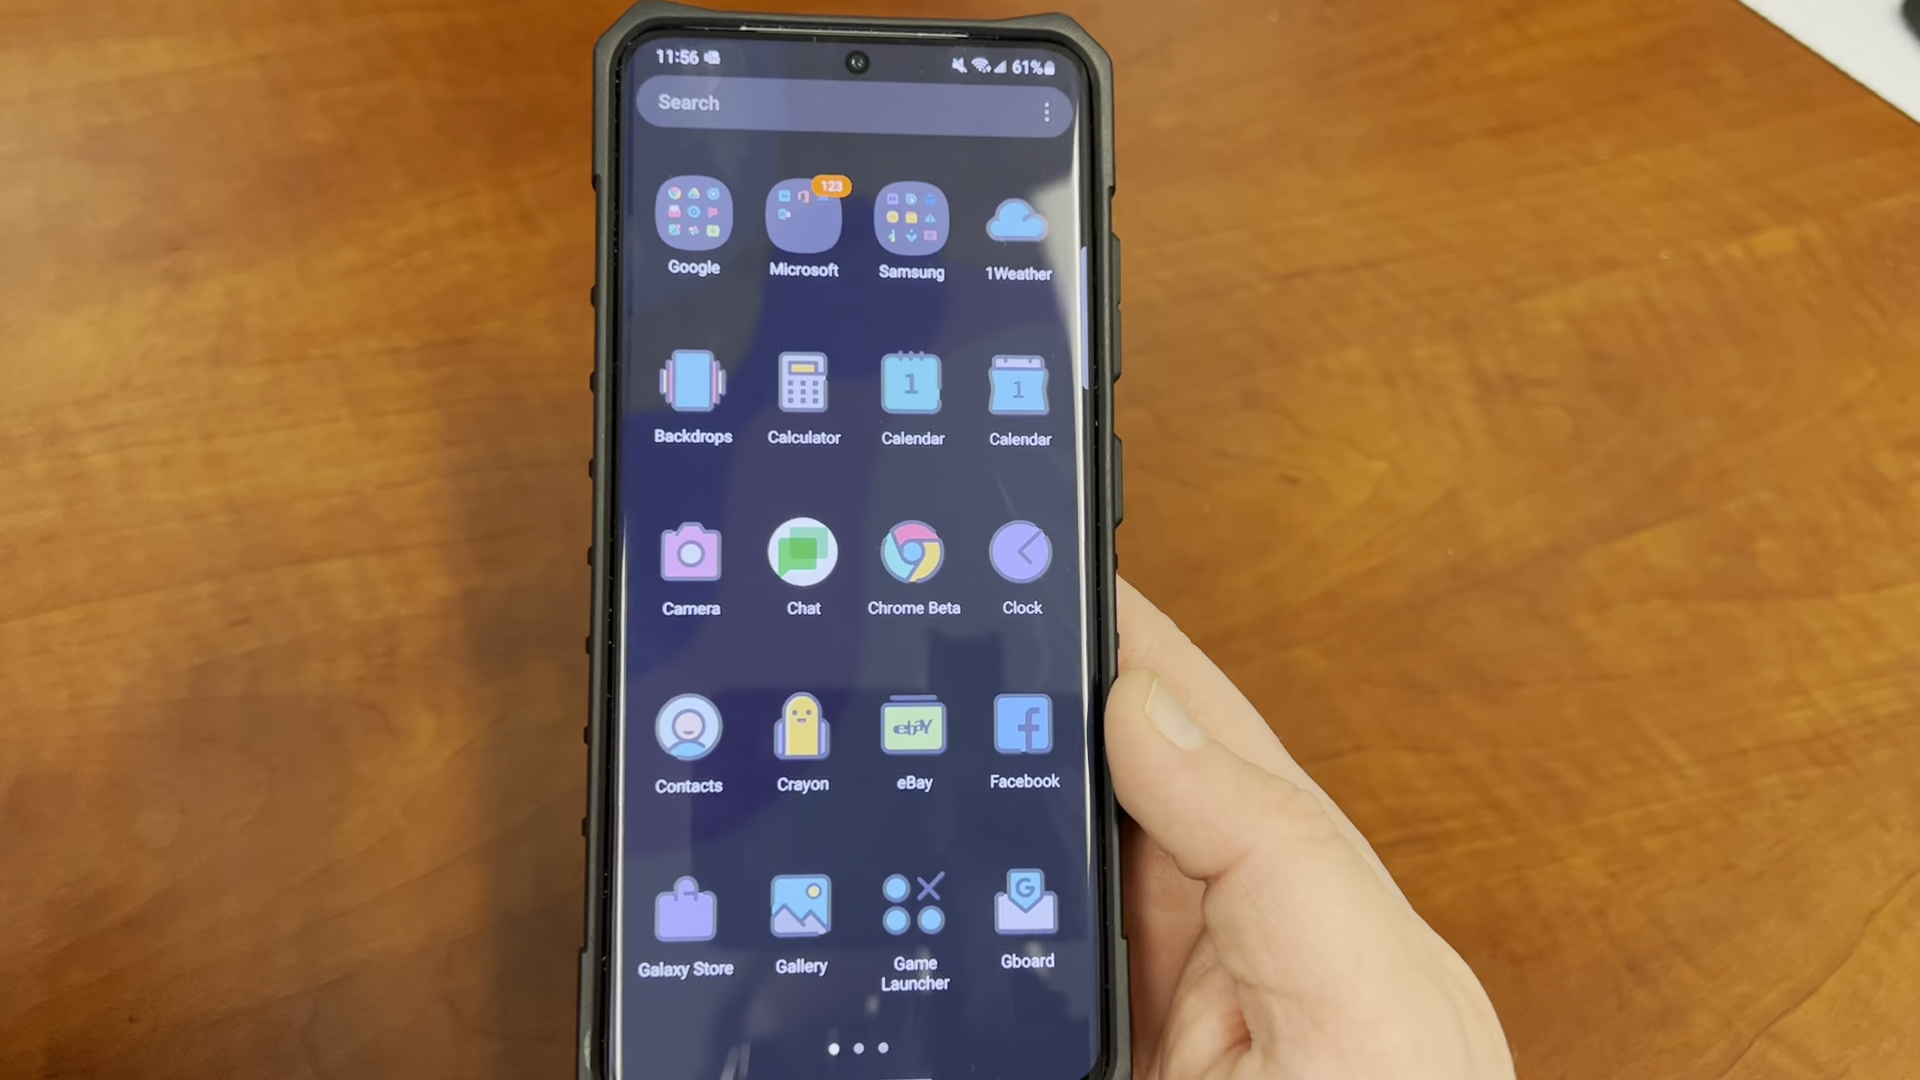 11:56
61%
Search
123
Google
Microsoft
Samsung
1Weather
1
1
Backdrops
Calculator
Calendar
Calendar
Camera
Chat
Chrome Beta
Clock
ebay
f
Contacts
Crayon
eBay
Facebook
G
Galaxy Store
Gallery
Game
Launcher
Gboard